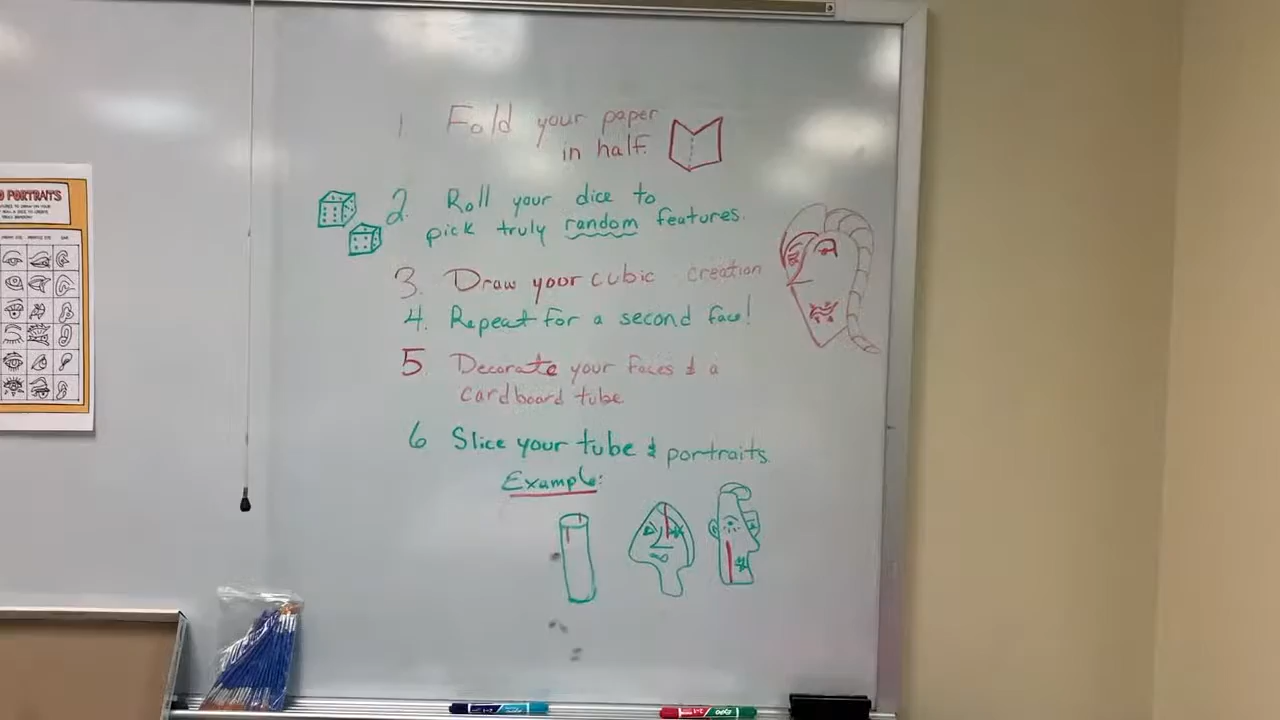 1 Fold your paper
in half.
2. Roll your dice to
pick truly random features.
3. Draw your cubic creation
4. Repeat for a second face!
5 Decorate your faces & a
cardboard tube
6 Slice your tube & portraits.
Example:
O PORTRAITS